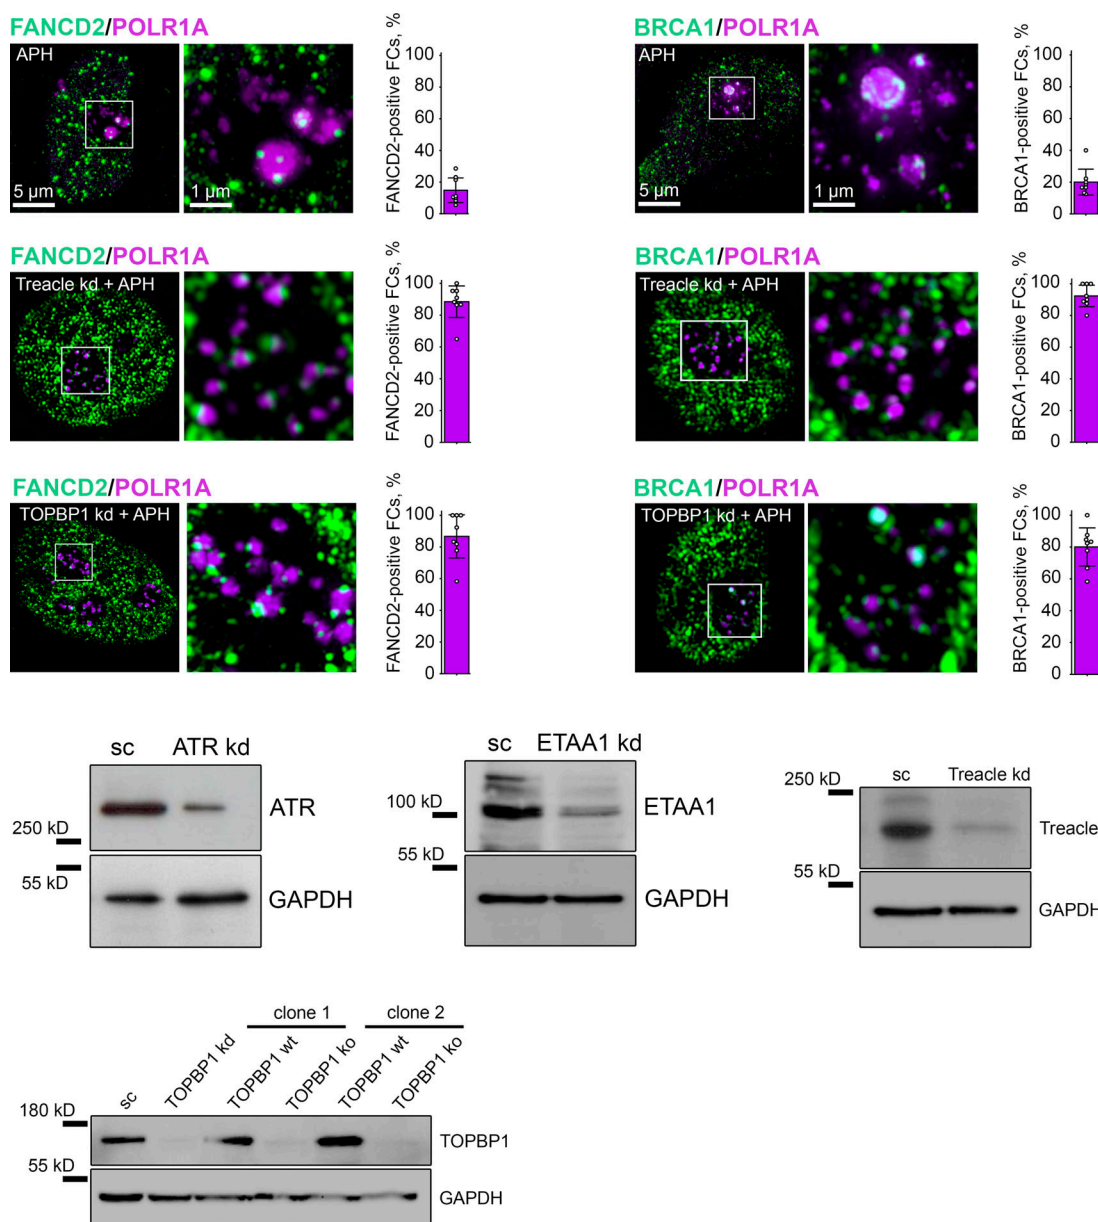 FANCD2/POLR1A
APH
5 µm
1 µm
FANCD2-positive FCs, %
100
80
60
40
20
0
BRCA1/POLR1A
APH
5 µm
1 µm
BRCA1-positive FCs, %
100
80
60
40
20
0
FANCD2/POLR1A
Treacle kd + APH
FANCD2-positive FCs, %
100
80
60
40
20
0
BRCA1/POLR1A
Treacle kd + APH
BRCA1-positive FCs, %
100
80
60
40
20
0
FANCD2/POLR1A
TOPBP1 kd + APH
FANCD2-positive FCs, %
100
80
60
40
20
0
BRCA1/POLR1A
TOPBP1 kd + APH
BRCA1-positive FCs, %
100
80
60
40
20
0
sc ATR kd
ATR
250 kD
55 kD
GAPDH
sc ETAA1 kd
100 kD
ETAA1
55 kD
GAPDH
sc Treacle kd
250 kD
Treacle
55 kD
GAPDH
clone 1 clone 2
sc TOPBP1 kd TOPBP1 wt TOPBP1 ko TOPBP1 wt TOPBP1 ko
180 kD
TOPBP1
55 kD
GAPDH